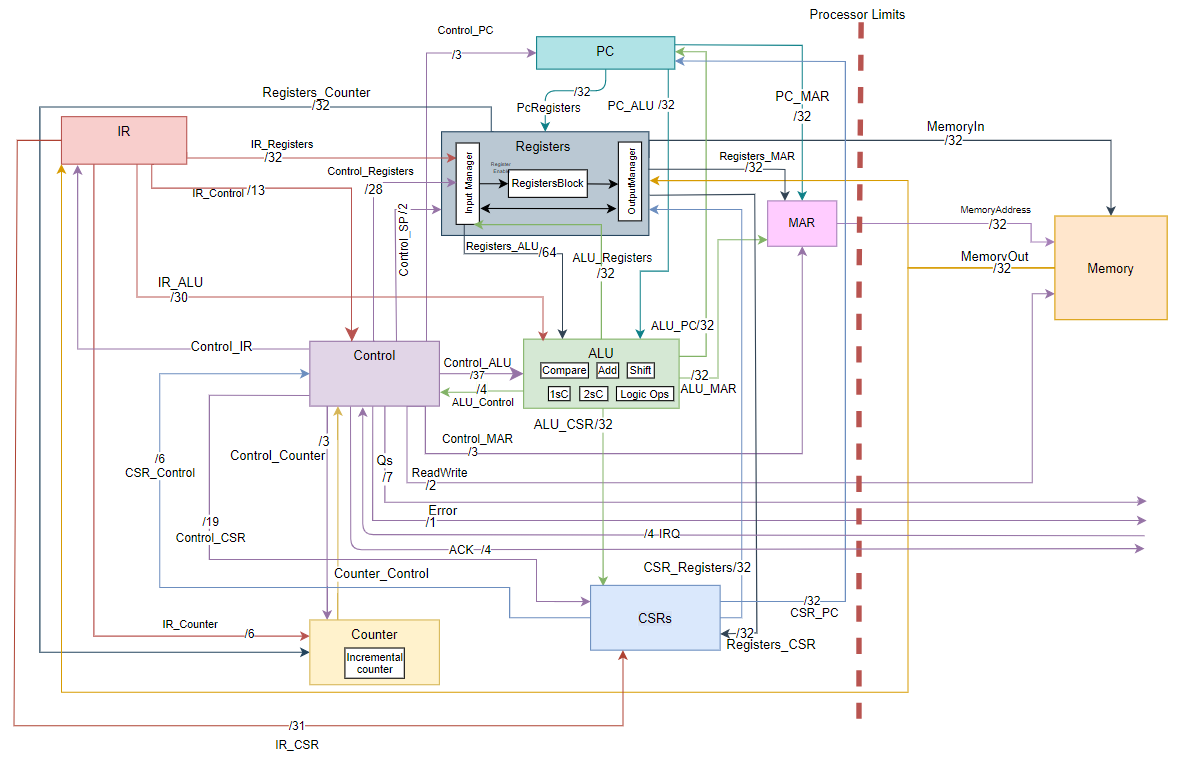 Processor Limits
Control_PC
/3
PC
Registers_Counter
/32
/32
PcRegisters
PC_ALU /32
PC_MAR
/32
IR
MemoryIn
/32
IR_Registers
/32
Registers
Registers_MAR
/32
Control_Registers
/28
Input Manager
Register
RegistersBlock
OutputManager
IR_Control /13
Control_SP /2
MAR
MemoryAddress
/32
Registers_ALU /64
ALU_Registers
/32
MemoryOut
/32
Memory
IR_ALU
/30
ALU_PC/32
Control_IR
Control
Control_ALU
/37
/4
ALU_Control
ALU
Compare
Add
Shift
1sC
2sC
Logic Ops
/32
ALU_MAR
ALU_CSR/32
/3
Control_Counter
Control_MAR
/3
/6
CSR_Control
Qs
/7
ReadWrite
/2
Error
/1
/19
Control_CSR
/4 IRQ
ACK /4
Counter_Control
CSR_Registers/32
CSRs
/32
CSR_PC
IR_Counter
/6
Counter
Incremental
counter
/32
Registers_CSR
/31
IR_CSR